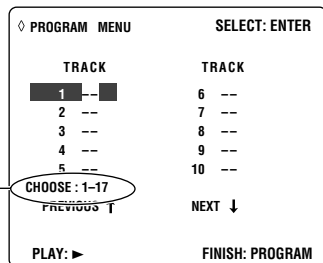 ◊ PROGRAM MENU SELECT: ENTER
TRACK TRACK
1 –– 6 ––
2 –– 7 ––
3 –– 8 ––
4 –– 9 ––
5 –– 10 ––
CHOOSE : 1–17
PREVIOUS ↑ NEXT ↓
PLAY: ► FINISH: PROGRAM